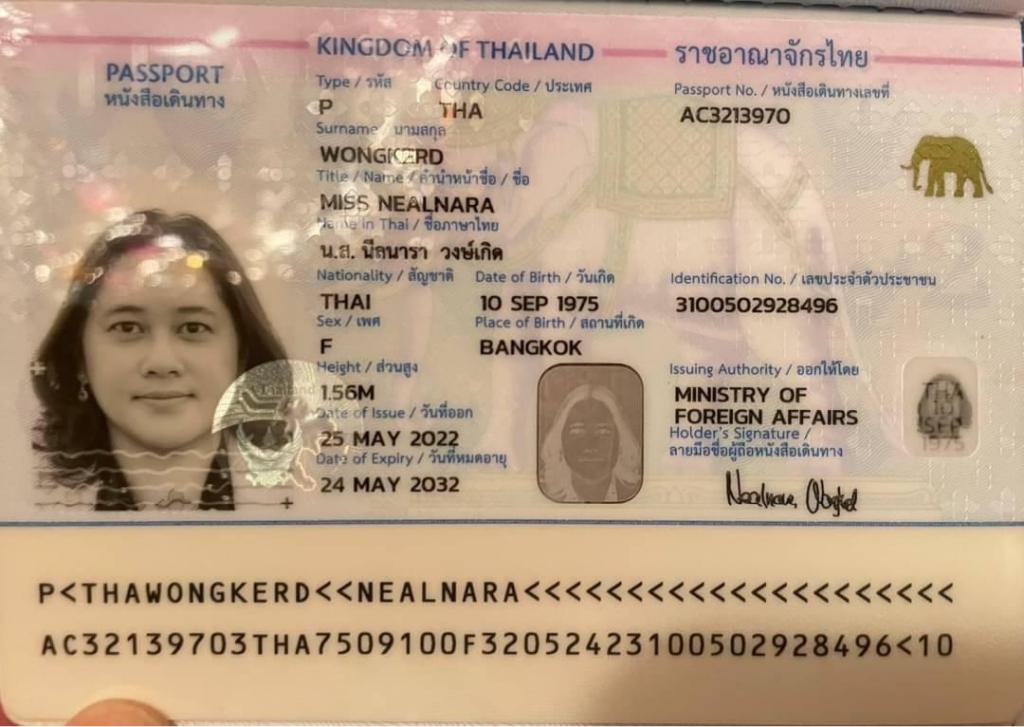 KINGDOM OF THAILAND ราชอาณาจักรไทย
PASSPORT
หนังสือเดินทาง
Type / รหัส Country Code / ประเทศ Passport No. / หนังสือเดินทางเลขที่
P THA AC3213970
Surname / นามสกุล
WONGKERD
Title / Name / คำนำหน้าชื่อ / ชื่อ
MISS NEALNARA
Name in Thai / ชื่อภาษาไทย
น.ส. นีลนารา วงษ์เกิด
Nationality / สัญชาติ Date of Birth / วันเกิด Identification No. / เลขประจำตัวประชาชน
THAI 10 SEP 1975 3100502928496
Sex / เพศ Place of Birth / สถานที่เกิด
F BANGKOK
Height / ส่วนสูง Issuing Authority / ออกให้โดย
1.56M MINISTRY OF
FOREIGN AFFAIRS
Date of Issue / วันที่ออก Holder's Signature /
25 MAY 2022 ลายมือชื่อผู้ถือหนังสือเดินทาง
Date of Expiry / วันที่หมดอายุ
24 MAY 2032
Thailand
THA
10
SEP
1975
P<THAWONGKERD<<NEALNARA<<<<<<<<<<<<<<<<<<<<<
AC32139703THA7509100F32052423100502928496<10